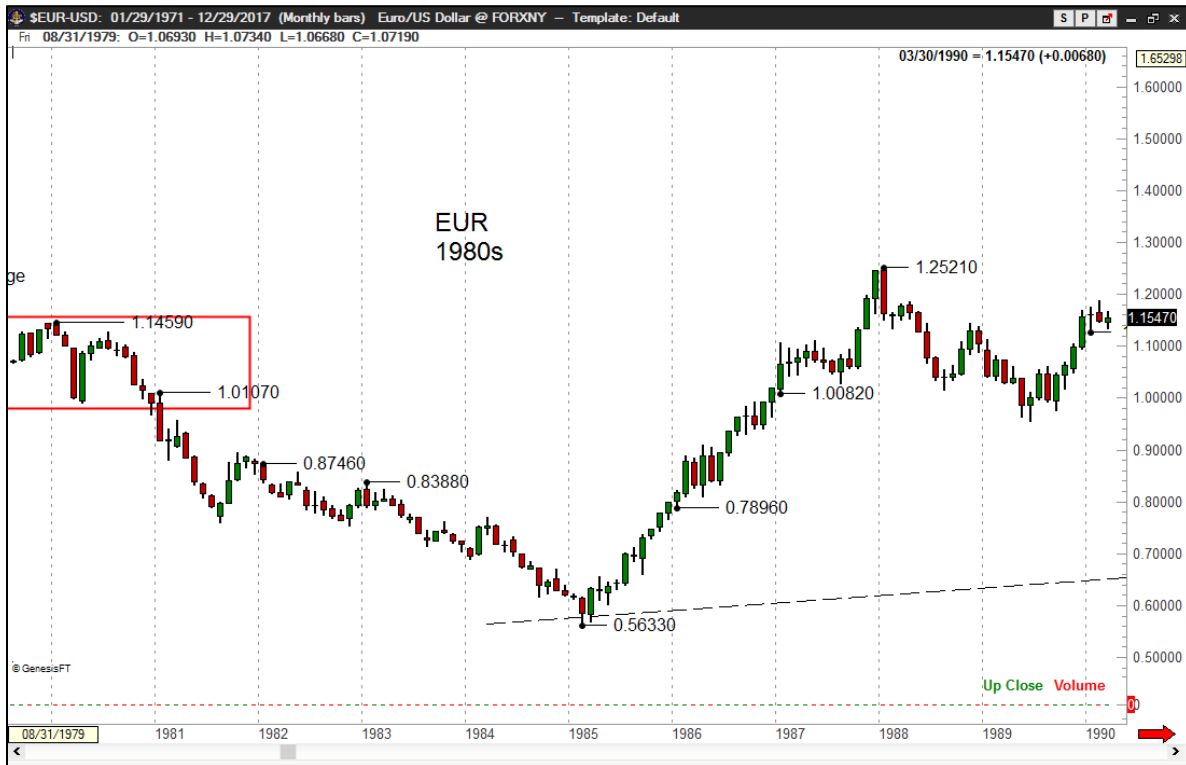 $EUR-USD: 01/29/1971 - 12/29/2017 (Monthly bars) Euro/US Dollar @ FORXNY – Template: Default
S P
Fri 08/31/1979: O=1.06930 H=1.07340 L=1.06680 C=1.07190
03/30/1990 = 1.15470 (+0.00680)
1.65298
1.60000
1.50000
1.40000
EUR
1980s
1.30000
ge
1.25210
1.20000
1.14590
1.15470
1.10000
1.01070
1.00820
1.00000
0.90000
0.87460
0.83880
0.80000
0.78960
0.70000
0.60000
0.56330
0.50000
© GenesisFT
Up Close Volume
0
08/31/1979 1981 1982 1983 1984 1985 1986 1987 1988 1989 1990